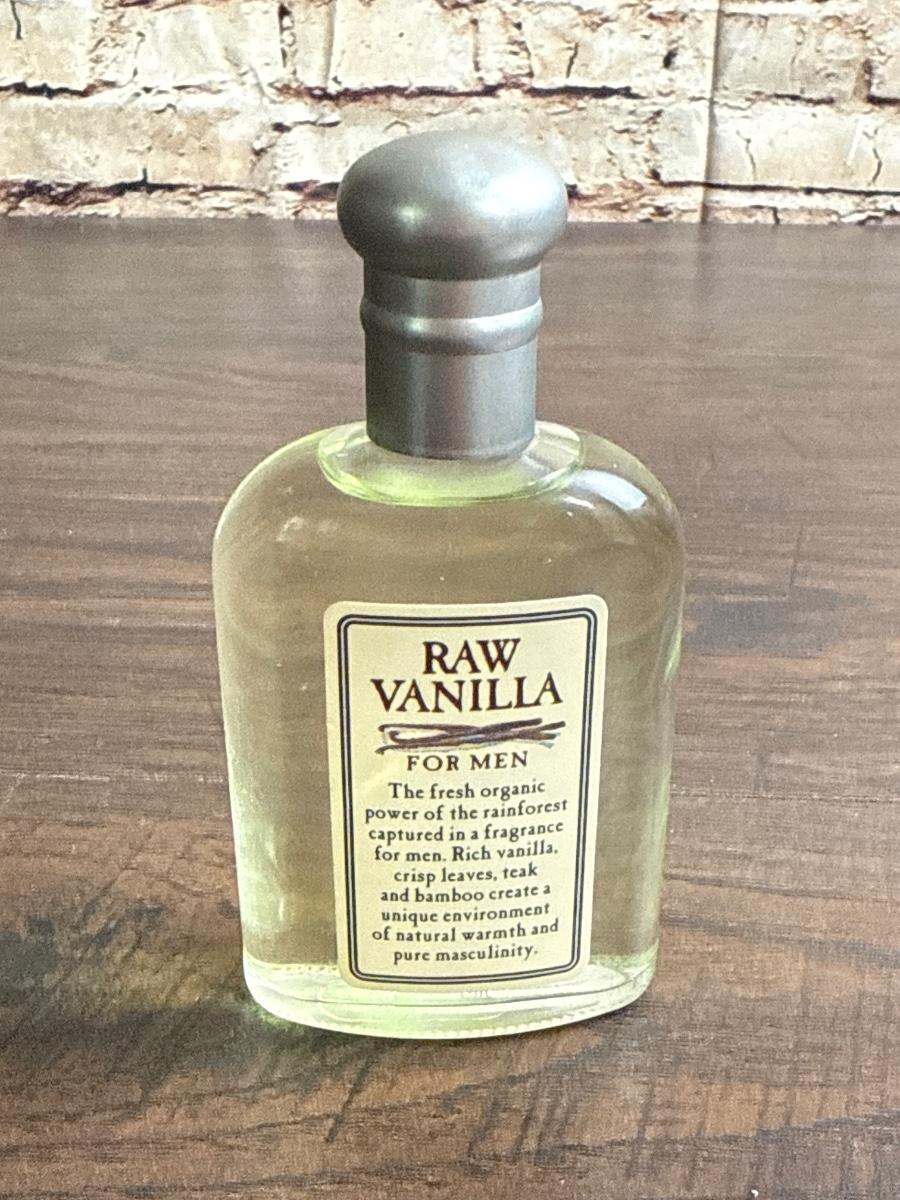 RAW
VANILLA
FOR MEN
The fresh organic
power of the rainforest
captured in a fragrance
for men. Rich vanilla,
crisp leaves, teak
and bamboo create a
unique environment
of natural warmth and
pure masculinity.